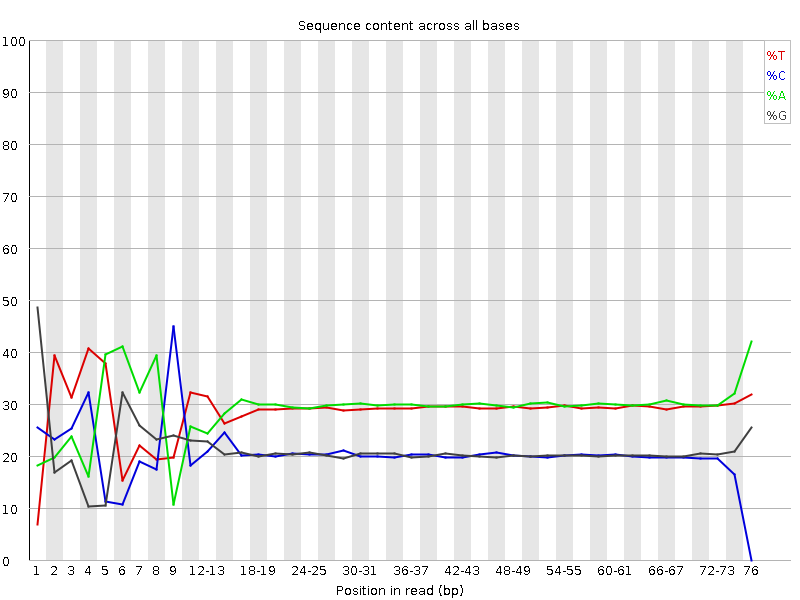 Sequence content across all bases
100
%T
%C
90
%A
%G
80
70
60
50
40
30
20
10
0
1 2 3 4 5 6 7 8 9 12-13 18-19 24-25 30-31 36-37 42-43 48-49 54-55 60-61 66-67 72-73 76
Position in read (bp)